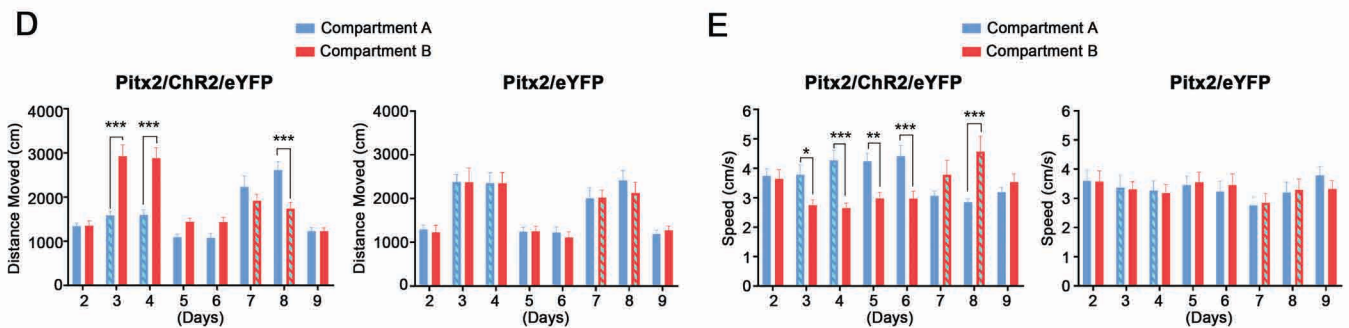 D
Compartment A
Compartment B
Pitx2/ChR2/eYFP
Distance Moved (cm)
4000
3000
2000
1000
0
***
***
***
2 3 4 5 6 7 8 9
(Days)
Pitx2/eYFP
Distance Moved (cm)
4000
3000
2000
1000
0
2 3 4 5 6 7 8 9
(Days)
E
Compartment A
Compartment B
Pitx2/ChR2/eYFP
Speed (cm/s)
6
5
4
3
2
1
0
*
***
**
***
***
2 3 4 5 6 7 8 9
(Days)
Pitx2/eYFP
Speed (cm/s)
6
5
4
3
2
1
0
2 3 4 5 6 7 8 9
(Days)